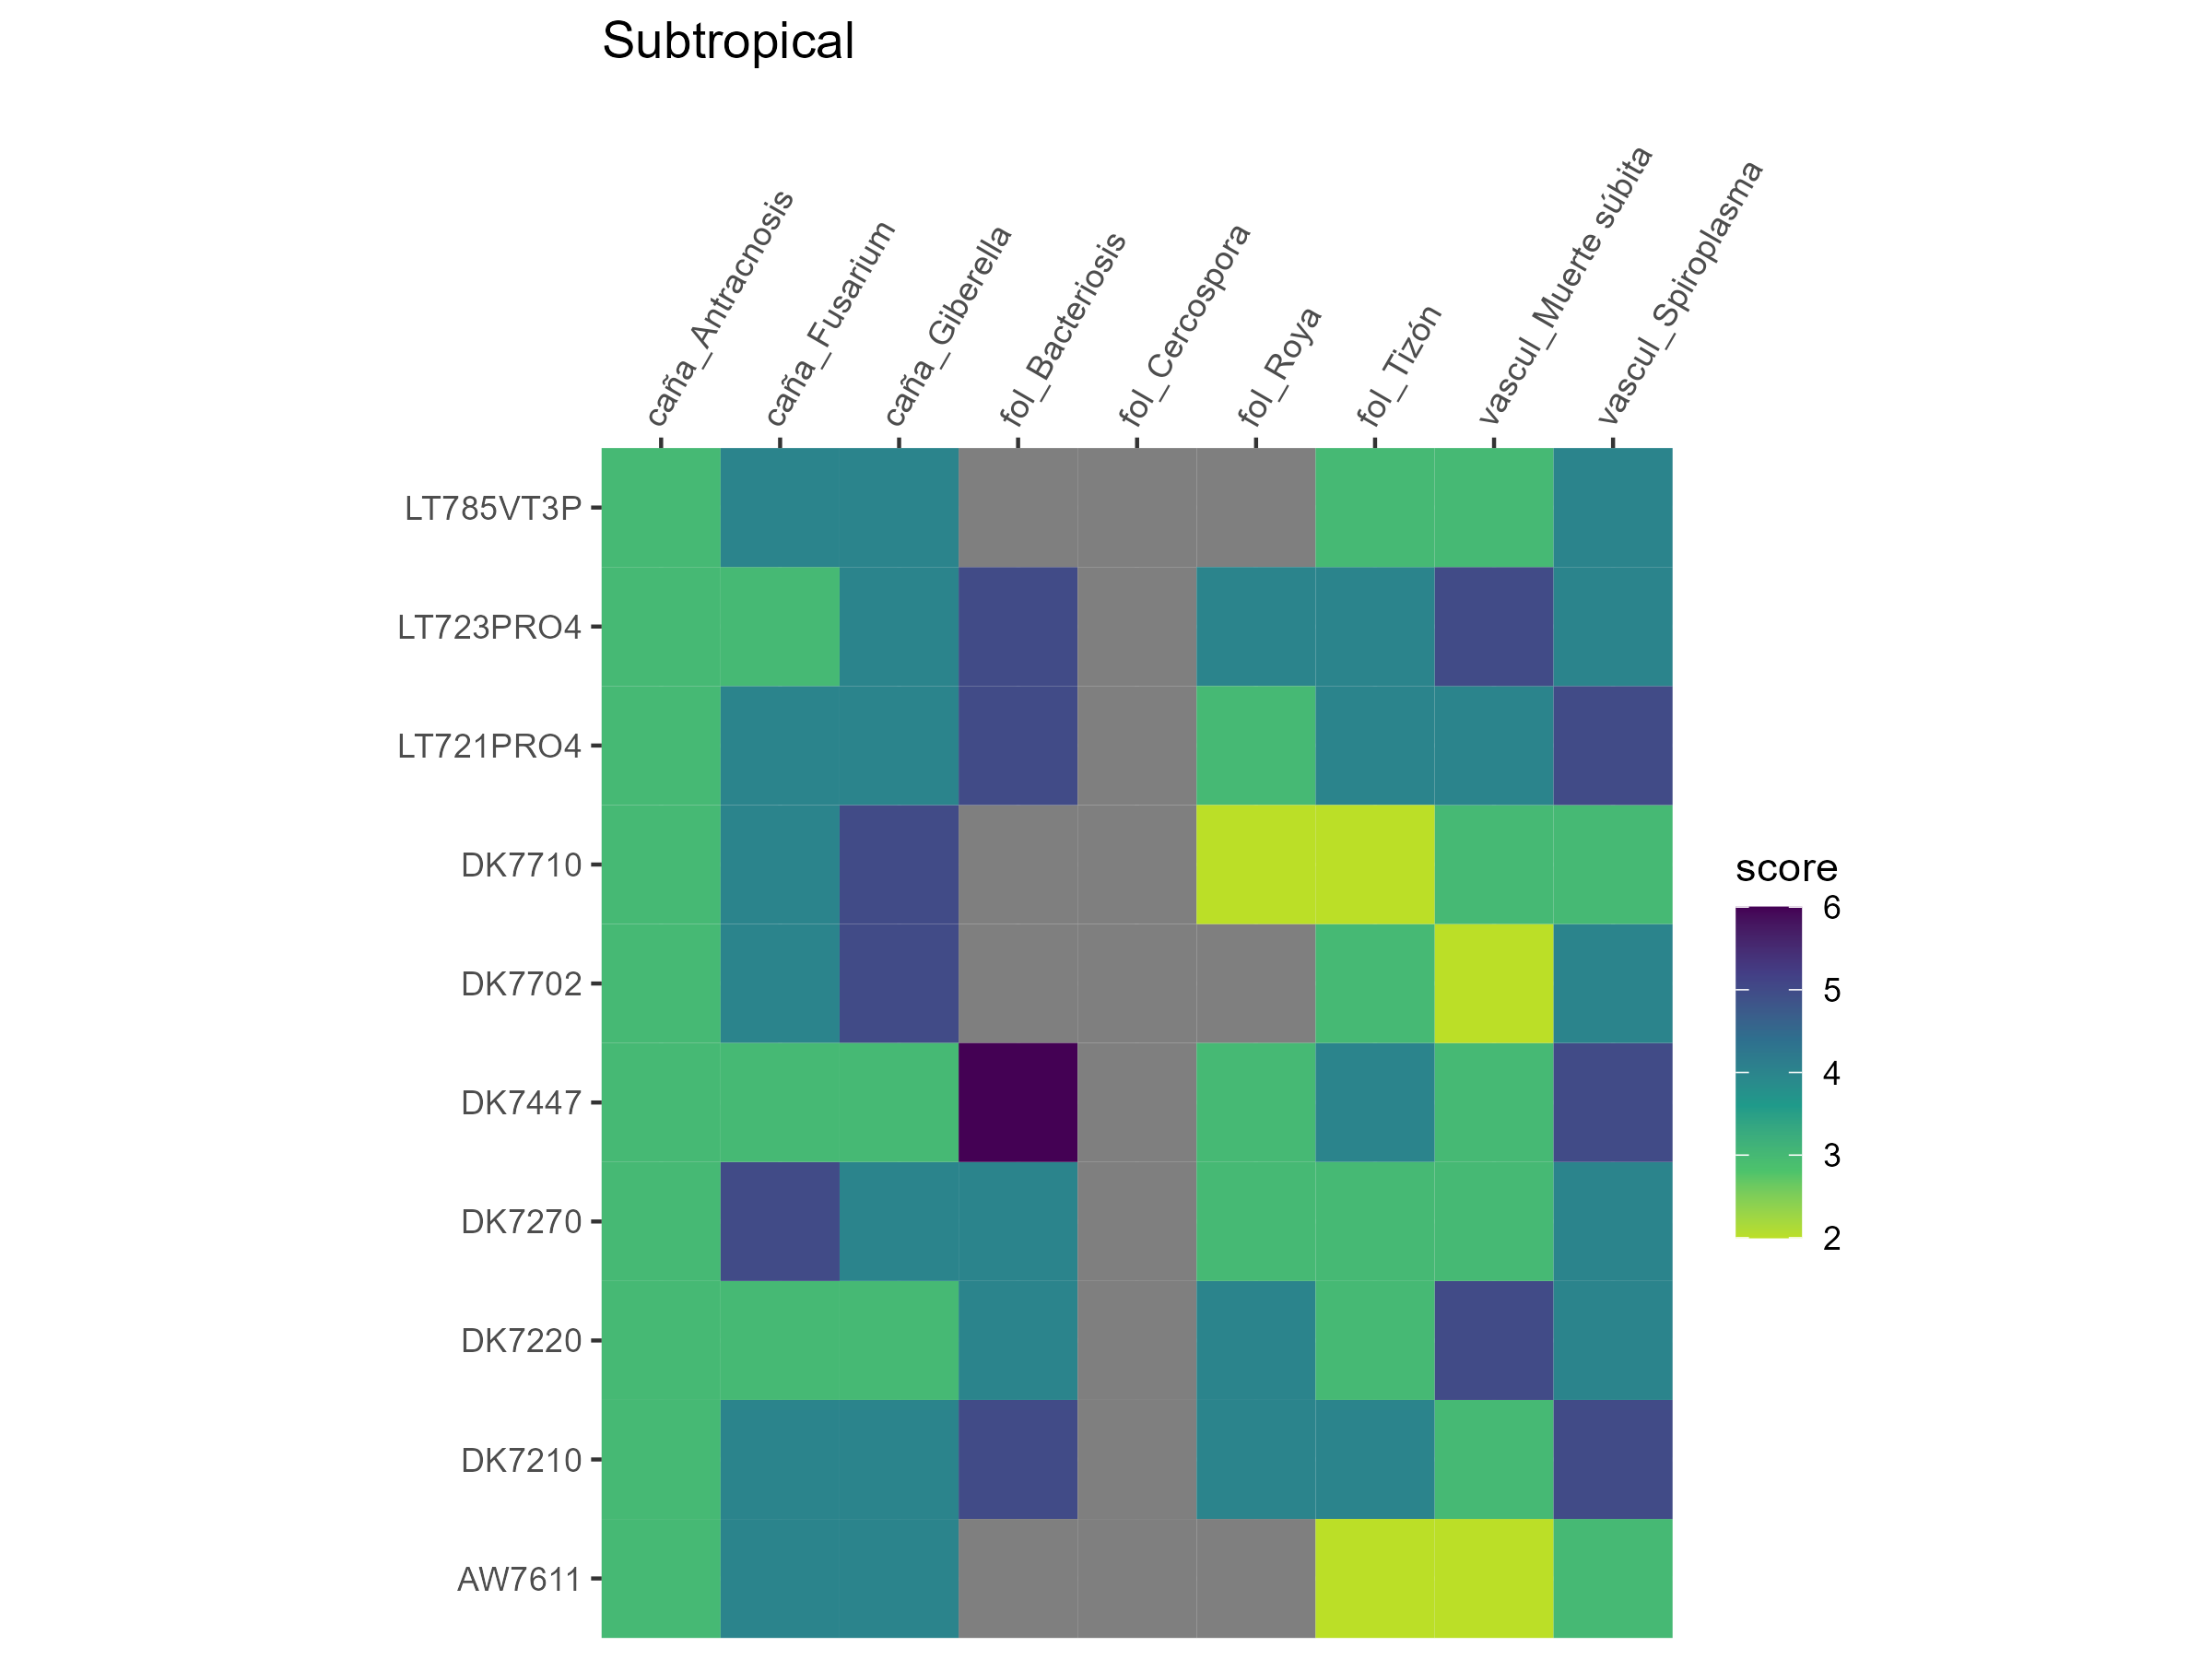 Subtropical
caña_Antracnosis
caña_Fusarium
caña_Giberella
fol_Bacteriosis
fol_Cercospora
fol_Roya
fol_Tizón
vascul_Muerte súbita
vascul_Spiroplasma
LT785VT3P
LT723PRO4
LT721PRO4
DK7710
DK7702
DK7447
DK7270
DK7220
DK7210
AW7611
score
6
5
4
3
2